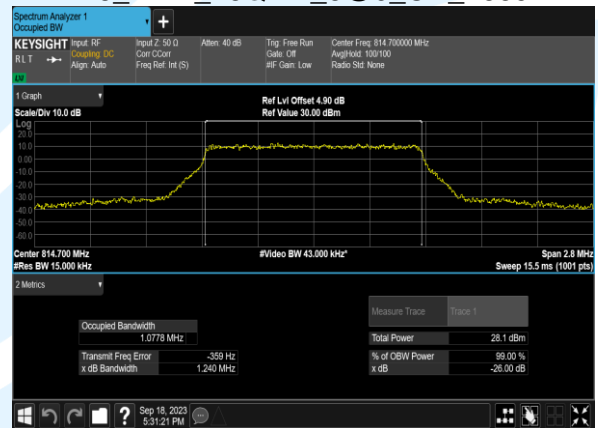 Spectrum Analyzer 1
Occupied BW
KEYSIGHT
RLT
LW
Input: RF
Coupling: DC
Align: Auto
Input Z: 50 Ω
Corr CCorr
Freq Ref: Int (S)
Atten: 40 dB
Trig: Free Run
Gate: Off
#IF Gain: Low
Center Freq: 814.700000 MHz
Avg|Hold: 100/100
Radio Std: None
1 Graph
Scale/Div 10.0 dB
Ref Lvl Offset 4.90 dB
Ref Value 30.00 dBm
Log
20.0
10.0
0.00
-10.0
-20.0
-30.0
-40.0
-50.0
-60.0
Center 814.700 MHz
#Res BW 15.000 kHz
#Video BW 43.000 kHz*
Span 2.8 MHz
Sweep 15.5 ms (1001 pts)
2 Metrics
Measure Trace
Trace 1
Occupied Bandwidth
1.0778 MHz
Total Power
28.1 dBm
Transmit Freq Error
-359 Hz
% of OBW Power
99.00 %
x dB Bandwidth
1.240 MHz
x dB
-26.00 dB
Sep 18, 2023
5:31:21 PM